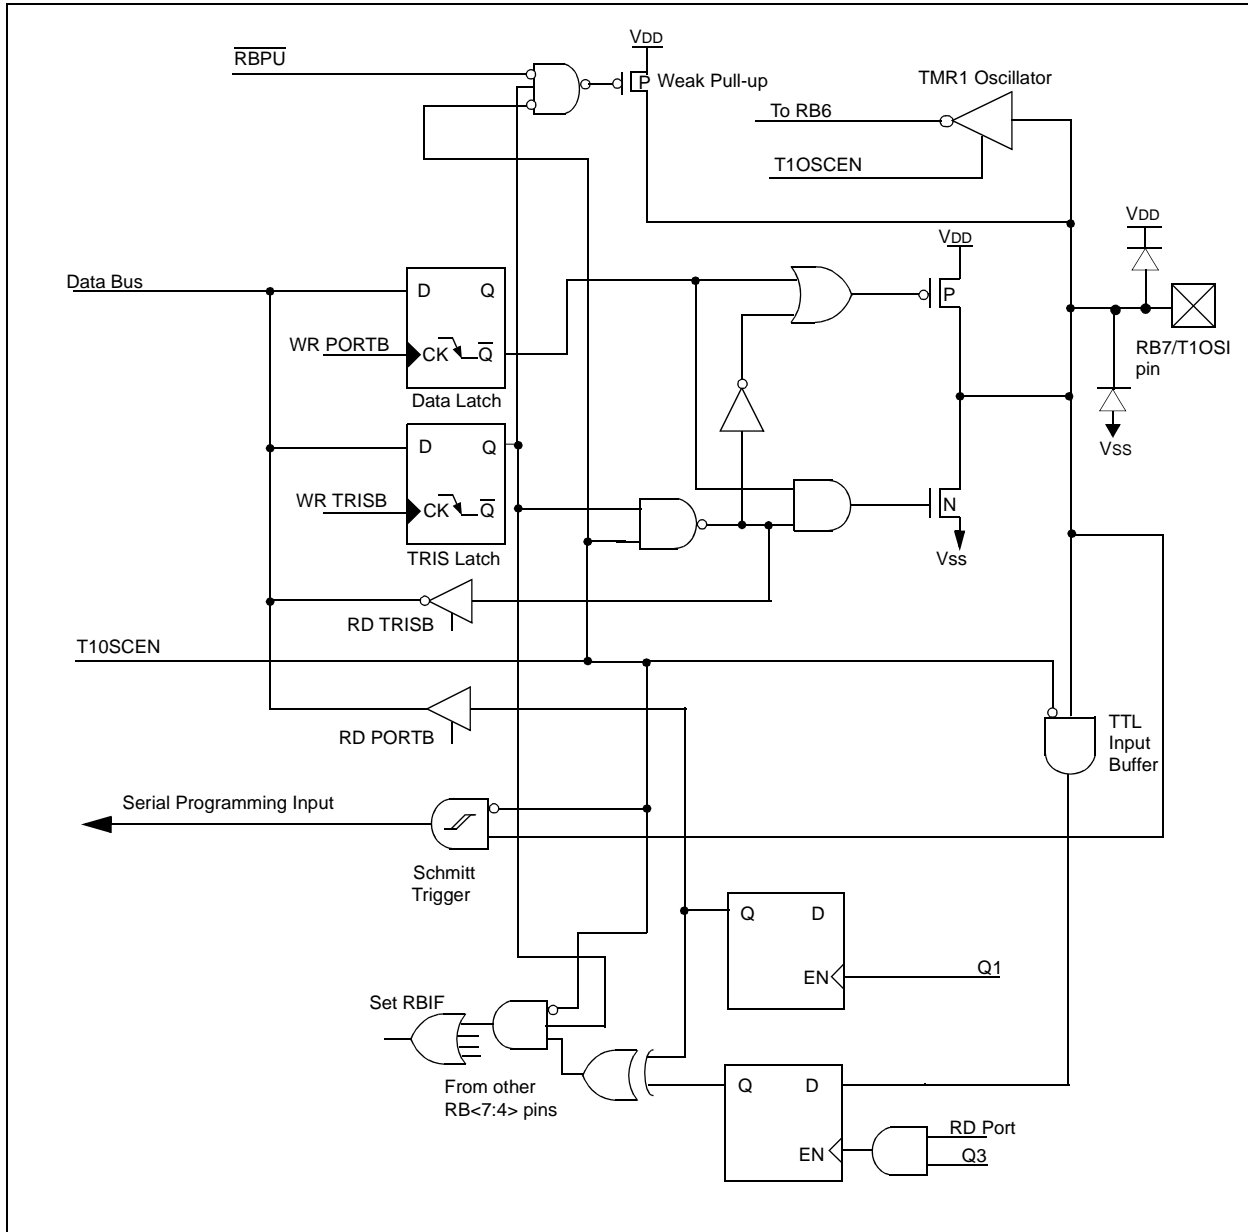 VDD
RBPU
P Weak Pull-up
TMR1 Oscillator
To RB6
T1OSCEN
VDD
VDD
Data Bus
D Q
P
WR PORTB
CK Q
RB7/T1OSI
pin
Data Latch
D Q
VSS
WR TRISB
CK Q
N
TRIS Latch
VSS
RD TRISB
T10SCEN
RD PORTB
TTL
Input
Buffer
Serial Programming Input
Schmitt
Trigger
Q D
EN
Q1
Set RBIF
From other
RB<7:4> pins
Q D
RD Port
EN
Q3